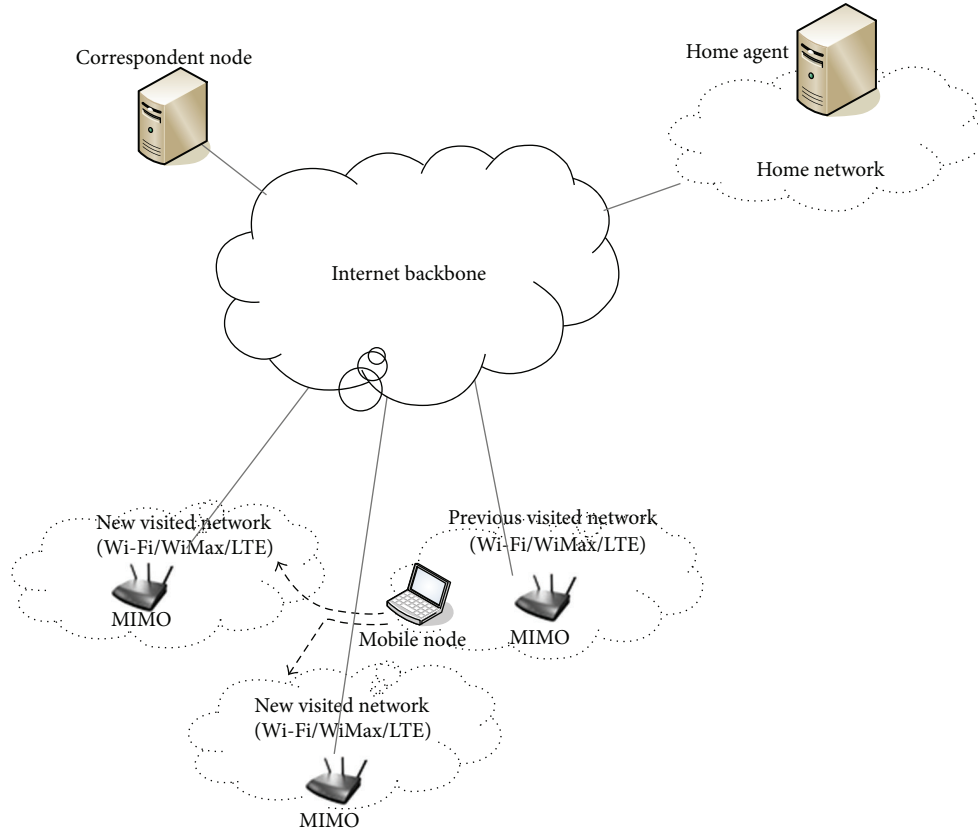 Correspondent node
Home agent
Home network
Internet backbone
New visited network
(Wi-Fi/WiMax/LTE)
MIMO
Previous visited network
(Wi-Fi/WiMax/LTE)
MIMO
Mobile node
New visited network
(Wi-Fi/WiMax/LTE)
MIMO